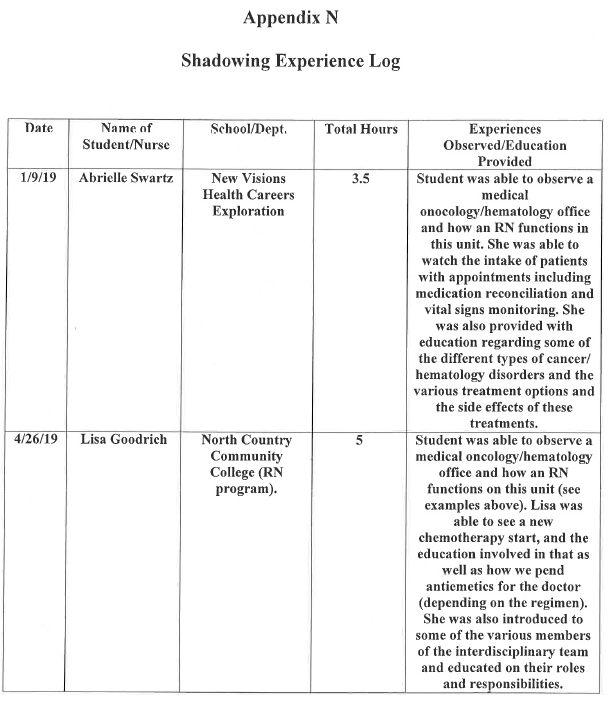 Appendix N
Shadowing Experience Log
Date
Name of
Student/Nurse
School/Dept.
Total Hours
Experiences
Observed/Education
Provided
1/9/19
Abrielle Swartz
New Visions
Health Careers
Exploration
3.5
Student was able to observe a
medical
onocology/hematology office
and how an RN functions in
this unit. She was able to
watch the intake of patients
with appointments including
medication reconciliation and
vital signs monitoring. She
was also provided with
education regarding some of
the different types of cancer/
hematology disorders and the
various treatment options and
the side effects of these
treatments.
4/26/19
Lisa Goodrich
North Country
Community
College (RN
program).
5
Student was able to observe a
medical oncology/hematology
office and how an RN
functions on this unit (see
examples above). Lisa was
able to see a new
chemotherapy start, and the
education involved in that as
well as how we pend
antiemetics for the doctor
(depending on the regimen).
She was also introduced to
some of the various members
of the interdisciplinary team
and educated on their roles
and responsibilities.